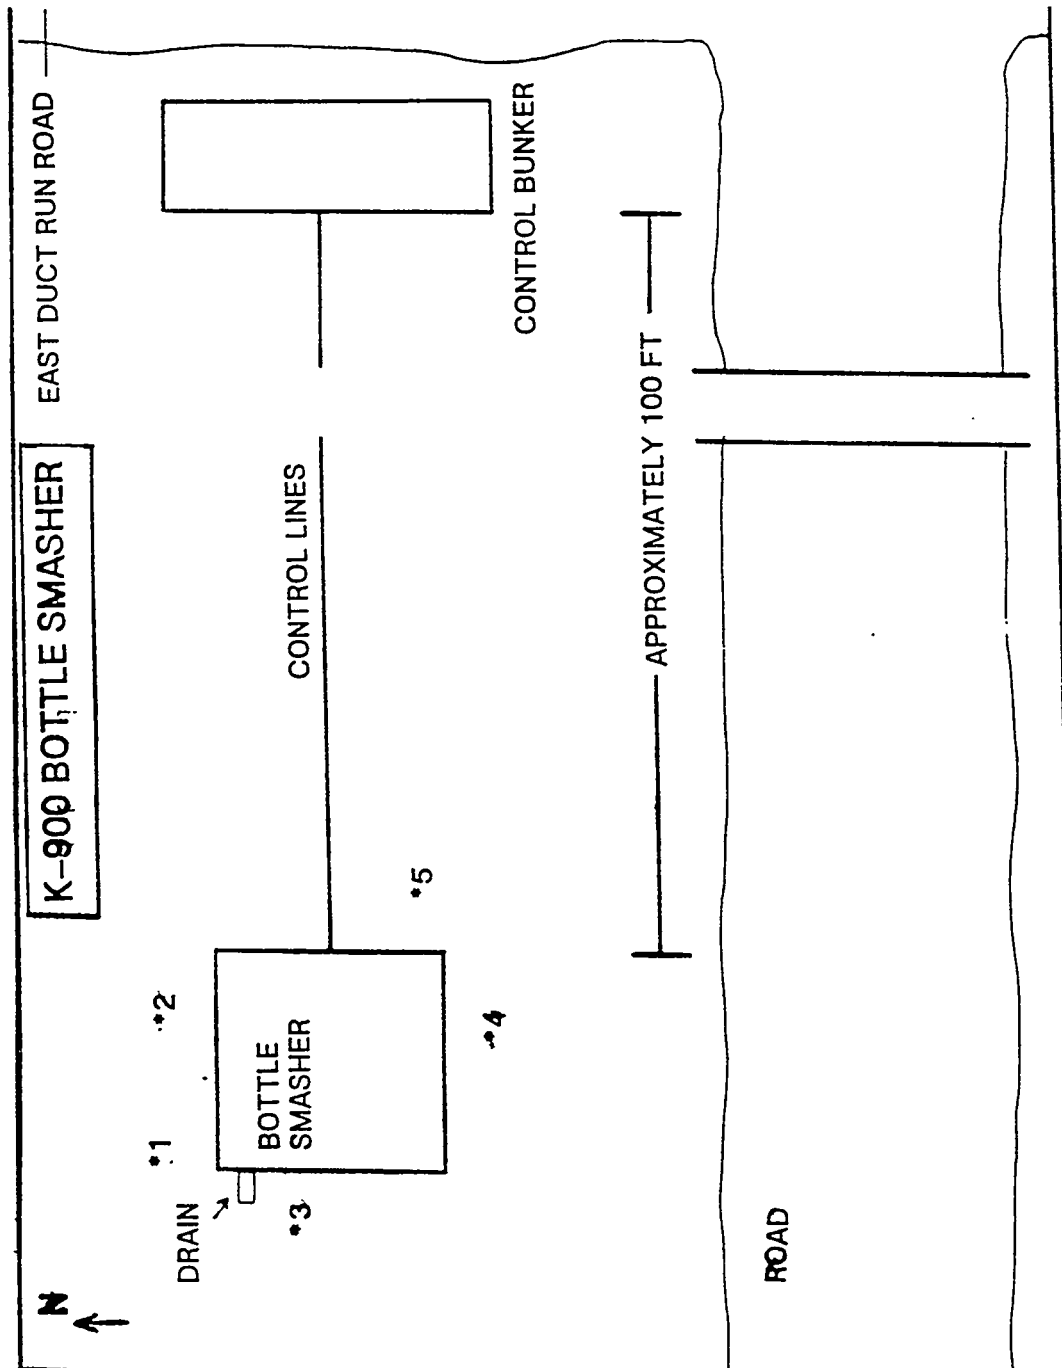 K-900 BOTTLE SMASHER
EAST DUCT RUN ROAD
N
DRAIN
*1
*2
*3
BOTTLE
SMASHER
*4
*5
CONTROL LINES
CONTROL BUNKER
APPROXIMATELY 100 FT
ROAD